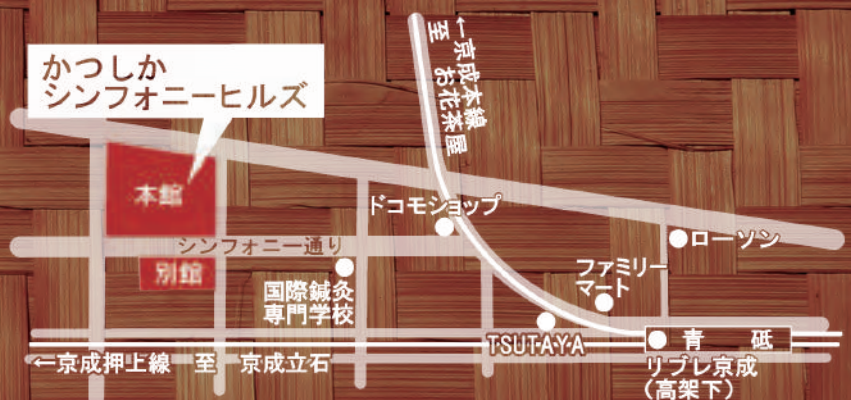 かつしか
シンフォニーヒルズ
←京成本線
至 お花茶屋
本館
ドコモショップ
シンフォニー通り
ローソン
別館
国際鍼灸
専門学校
ファミリー
マート
TSUTAYA
青 砥
←京成押上線 至 京成立石
リブレ京成
(高架下)